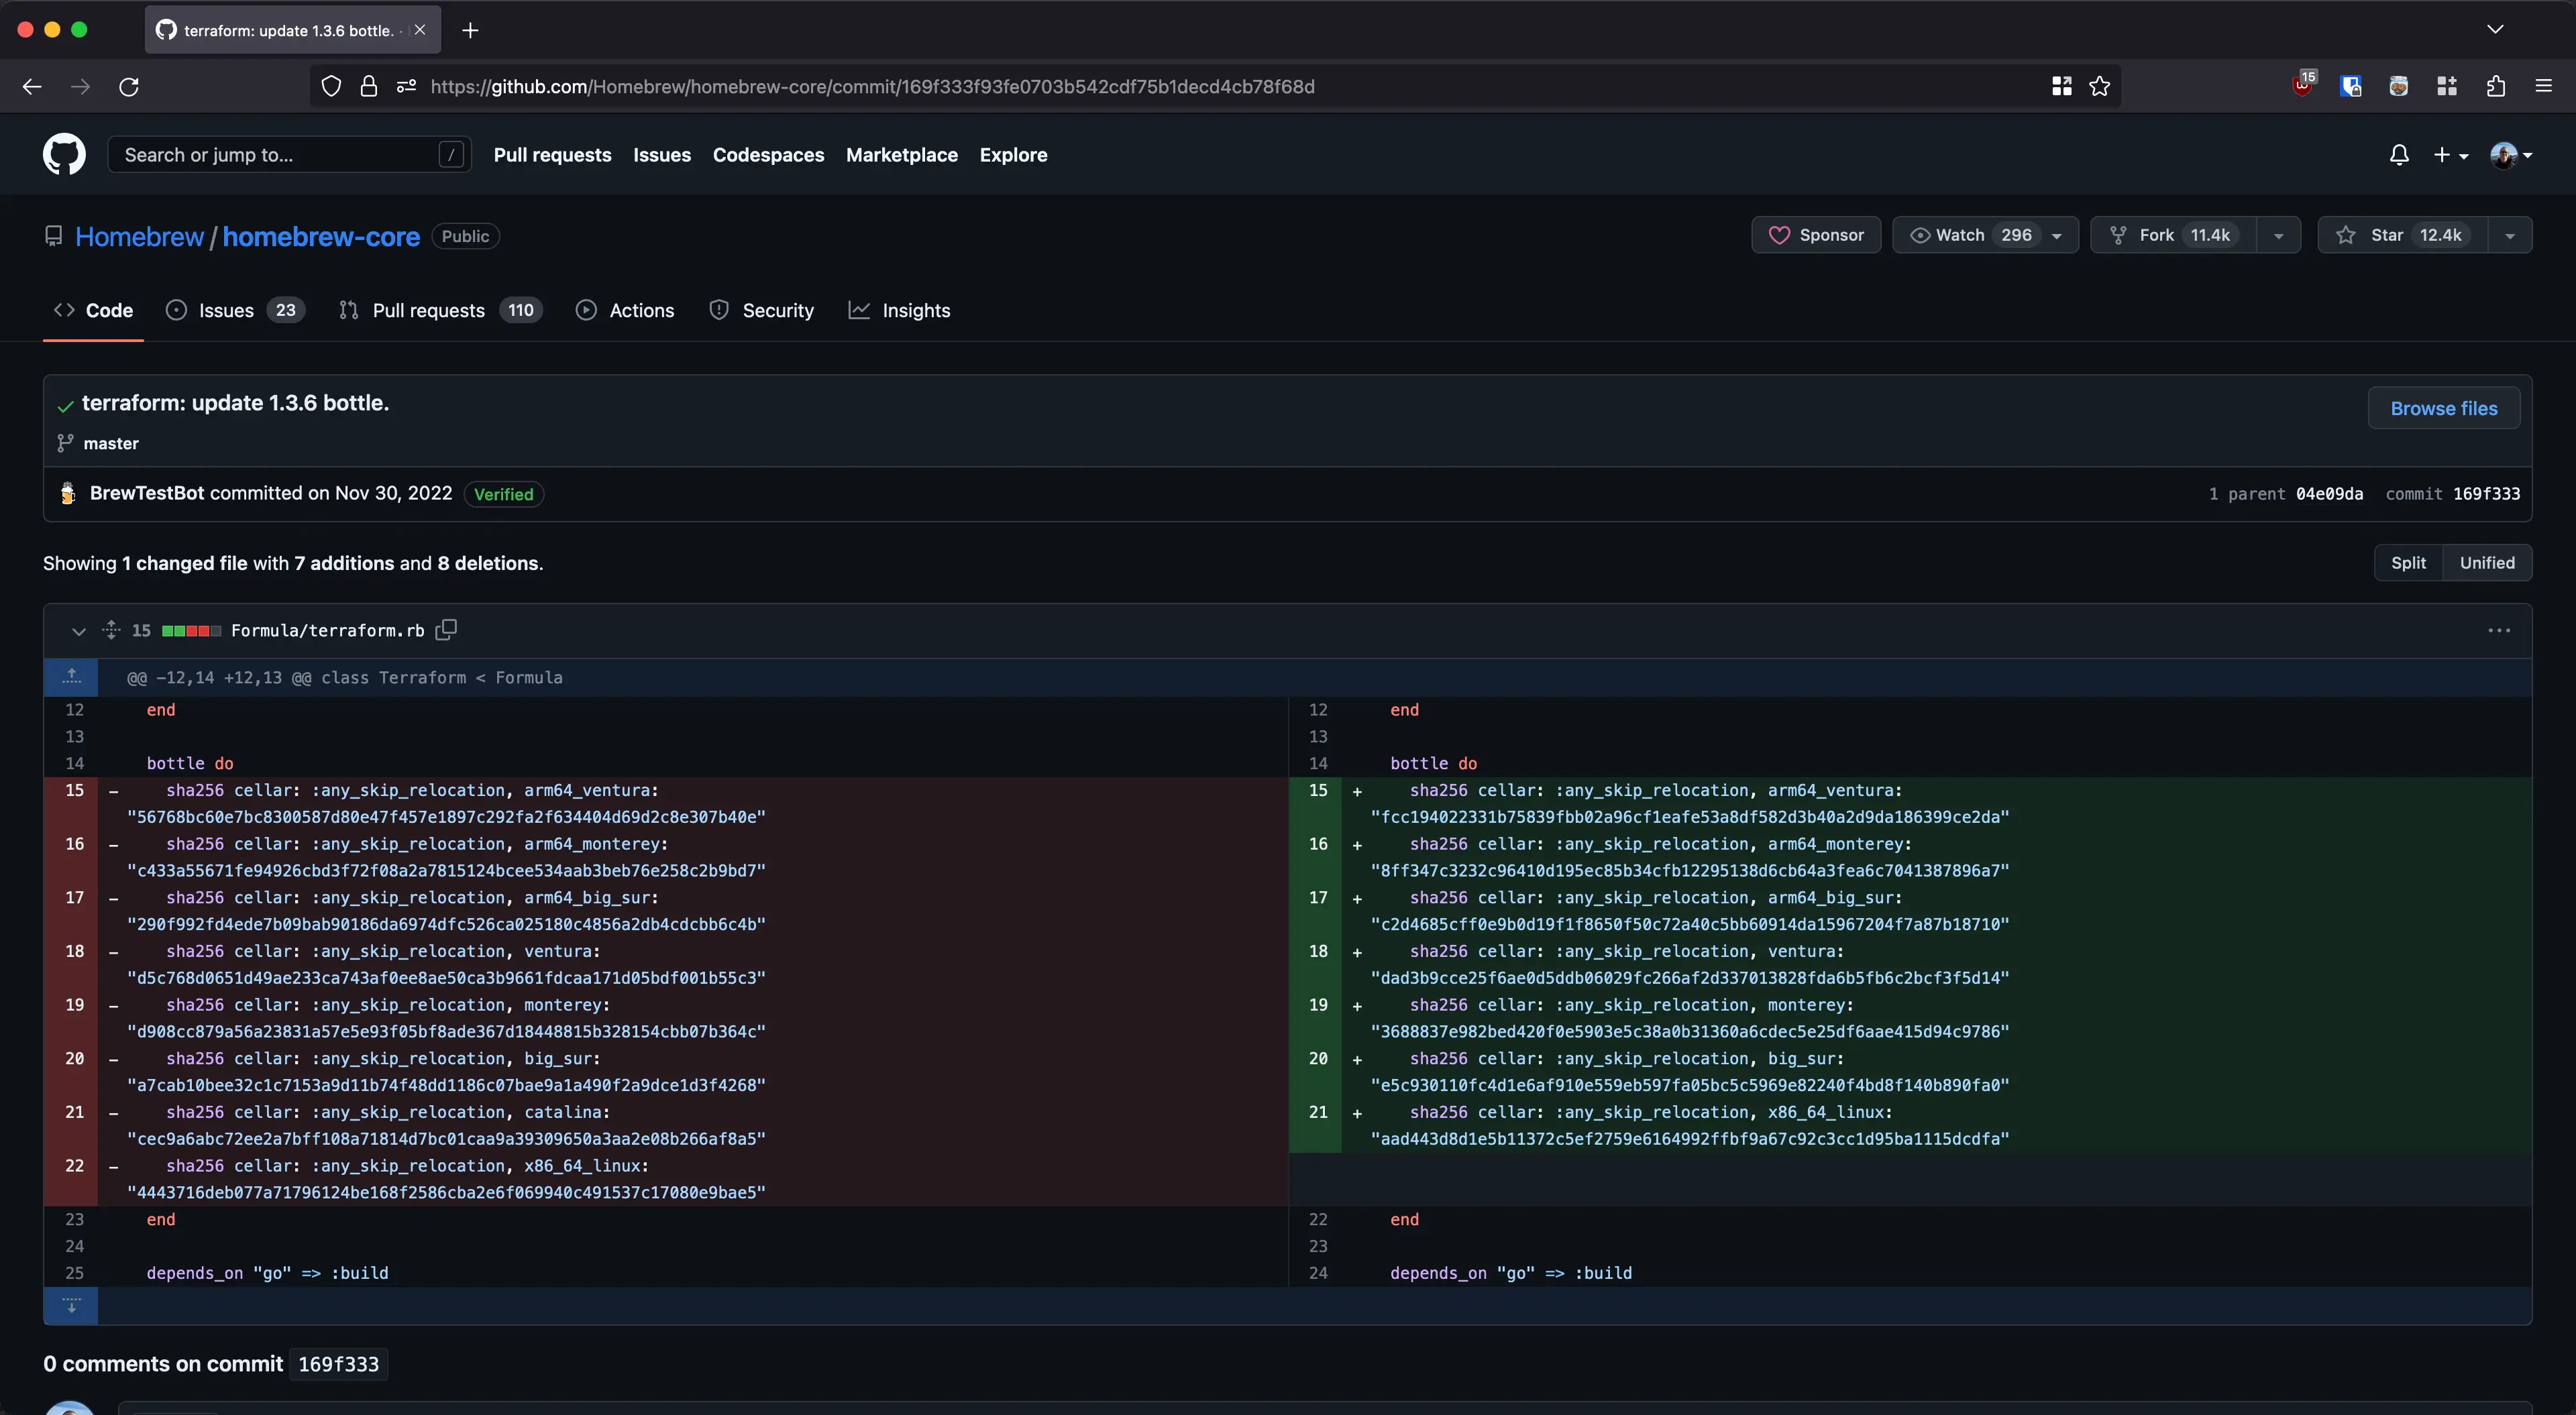 terraform: update 1.3.6 bottle. ·
https://github.com/Homebrew/homebrew-core/commit/169f333f93fe0703b542cdf75b1decd4cb78f68d
15
Search or jump to... /
Pull requests Issues Codespaces Marketplace Explore
Homebrew / homebrew-core Public
Sponsor Watch 296 Fork 11.4k Star 12.4k
Code Issues 23 Pull requests 110 Actions Security Insights
terraform: update 1.3.6 bottle.
Browse files
master
BrewTestBot committed on Nov 30, 2022 Verified
1 parent 04e09da commit 169f333
Showing 1 changed file with 7 additions and 8 deletions.
Split Unified
15 Formula/terraform.rb
@@ -12,14 +12,13 @@ class Terraform < Formula
12 end
13
14 bottle do
15 - sha256 cellar: :any_skip_relocation, arm64_ventura:
"56768bc60e7bc8300587d80e47f457e1897c292fa2f634404d69d2c8e307b40e"
16 - sha256 cellar: :any_skip_relocation, arm64_monterey:
"c433a55671fe94926cbd3f72f08a2a7815124bcee534aab3beb76e258c2b9bd7"
17 - sha256 cellar: :any_skip_relocation, arm64_big_sur:
"290f992fd4ede7b09bab90186da6974dfc526ca025180c4856a2db4cdcbb6c4b"
18 - sha256 cellar: :any_skip_relocation, ventura:
"d5c768d0651d49ae233ca743af0ee8ae50ca3b9661fdcaa171d05bdf001b55c3"
19 - sha256 cellar: :any_skip_relocation, monterey:
"d908cc879a56a23831a57e5e93f05bf8ade367d18448815b328154cbb07b364c"
20 - sha256 cellar: :any_skip_relocation, big_sur:
"a7cab10bee32c1c7153a9d11b74f48dd1186c07bae9a1a490f2a9dce1d3f4268"
21 - sha256 cellar: :any_skip_relocation, catalina:
"cec9a6abc72ee2a7bff108a71814d7bc01caa9a39309650a3aa2e08b266af8a5"
22 - sha256 cellar: :any_skip_relocation, x86_64_linux:
"4443716deb077a71796124be168f2586cba2e6f069940c491537c17080e9bae5"
23 end
24
25 depends_on "go" => :build
12 end
13
14 bottle do
15 + sha256 cellar: :any_skip_relocation, arm64_ventura:
"fcc194022331b75839fbb02a96cf1eafe53a8df582d3b40a2d9da186399ce2da"
16 + sha256 cellar: :any_skip_relocation, arm64_monterey:
"8ff347c3232c96410d195ec85b34cfb12295138d6cb64a3fea6c7041387896a7"
17 + sha256 cellar: :any_skip_relocation, arm64_big_sur:
"c2d4685cff0e9b0d19f1f8650f50c72a40c5bb60914da15967204f7a87b18710"
18 + sha256 cellar: :any_skip_relocation, ventura:
"dad3b9cce25f6ae0d5ddb06029fc266af2d337013828fda6b5fb6c2bcf3f5d14"
19 + sha256 cellar: :any_skip_relocation, monterey:
"3688837e982bed420f0e5903e5c38a0b31360a6cdec5e25df6aae415d94c9786"
20 + sha256 cellar: :any_skip_relocation, big_sur:
"e5c930110fc4d1e6af910e559eb597fa05bc5c5969e82240f4bd8f140b890fa0"
21 + sha256 cellar: :any_skip_relocation, x86_64_linux:
"aad443d8d1e5b11372c5ef2759e6164992ffbf9a67c92c3cc1d95ba1115dcdfa"
22 end
23
24 depends_on "go" => :build
0 comments on commit 169f333